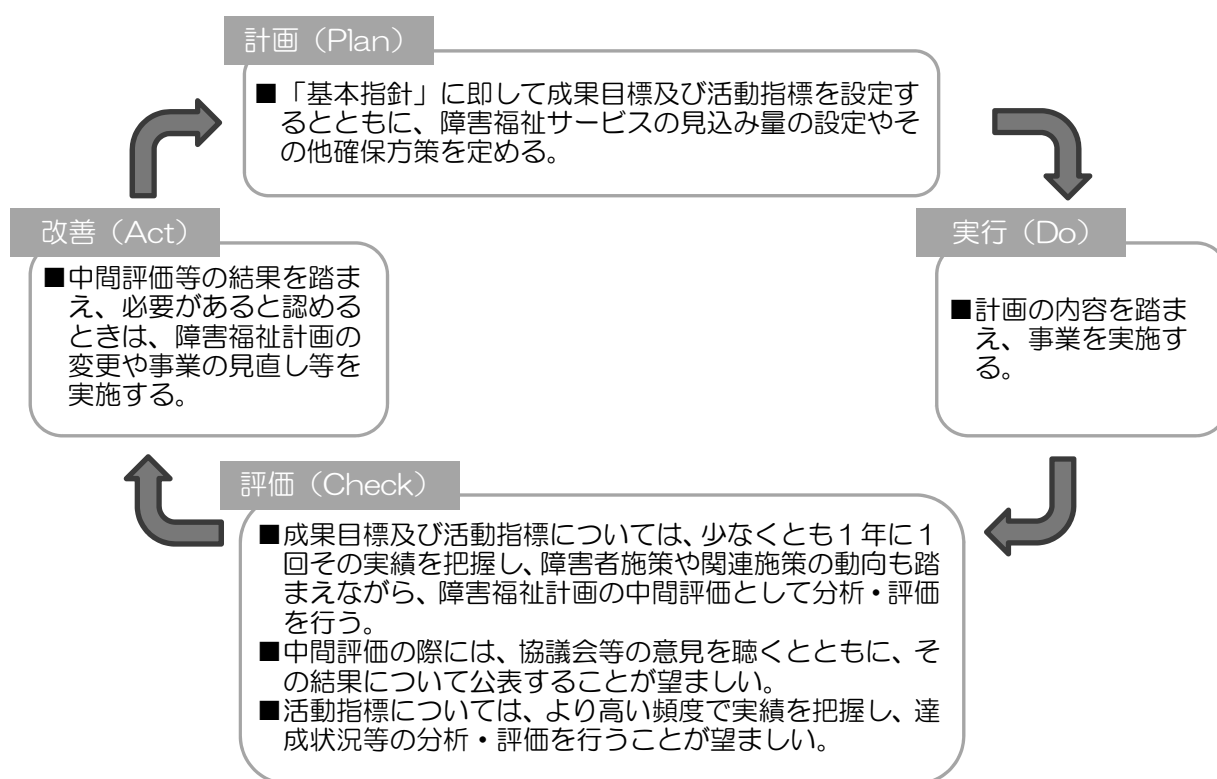 計画（Plan）
■「基本指針」に即して成果目標及び活動指標を設定す
るとともに、障害福祉サービスの見込み量の設定やそ
の他確保方策を定める。
改善（Act）
■中間評価等の結果を踏ま
え、必要があると認める
ときは、障害福祉計画の
変更や事業の見直し等を
実施する。
実行（Do）
■計画の内容を踏ま
え、事業を実施す
る。
評価（Check）
■成果目標及び活動指標については、少なくとも１年に１
回その実績を把握し、障害者施策や関連施策の動向も踏
まえながら、障害福祉計画の中間評価として分析・評価
を行う。
■中間評価の際には、協議会等の意見を聴くとともに、そ
の結果について公表することが望ましい。
■活動指標については、より高い頻度で実績を把握し、達
成状況等の分析・評価を行うことが望ましい。